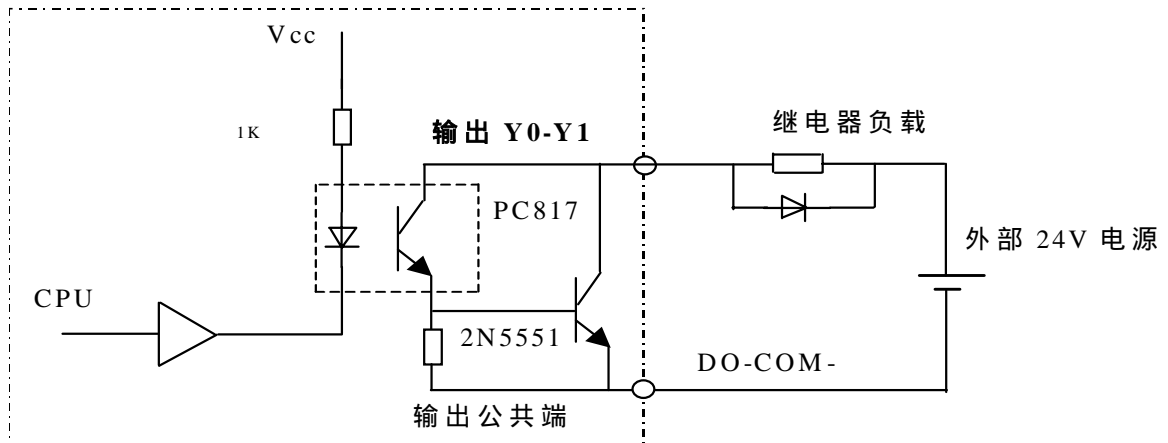 Vcc
1K
输出 Y0-Y1
继电器负载
PC817
外部 24V 电源
CPU
2N5551
DO-COM-
输出公共端